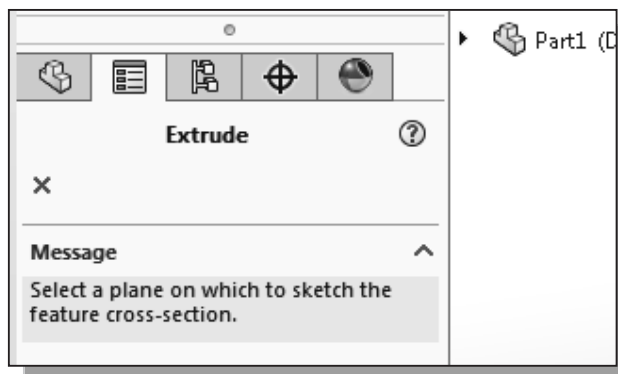 Part1 (D
Extrude
Message
Select a plane on which to sketch the
feature cross-section.